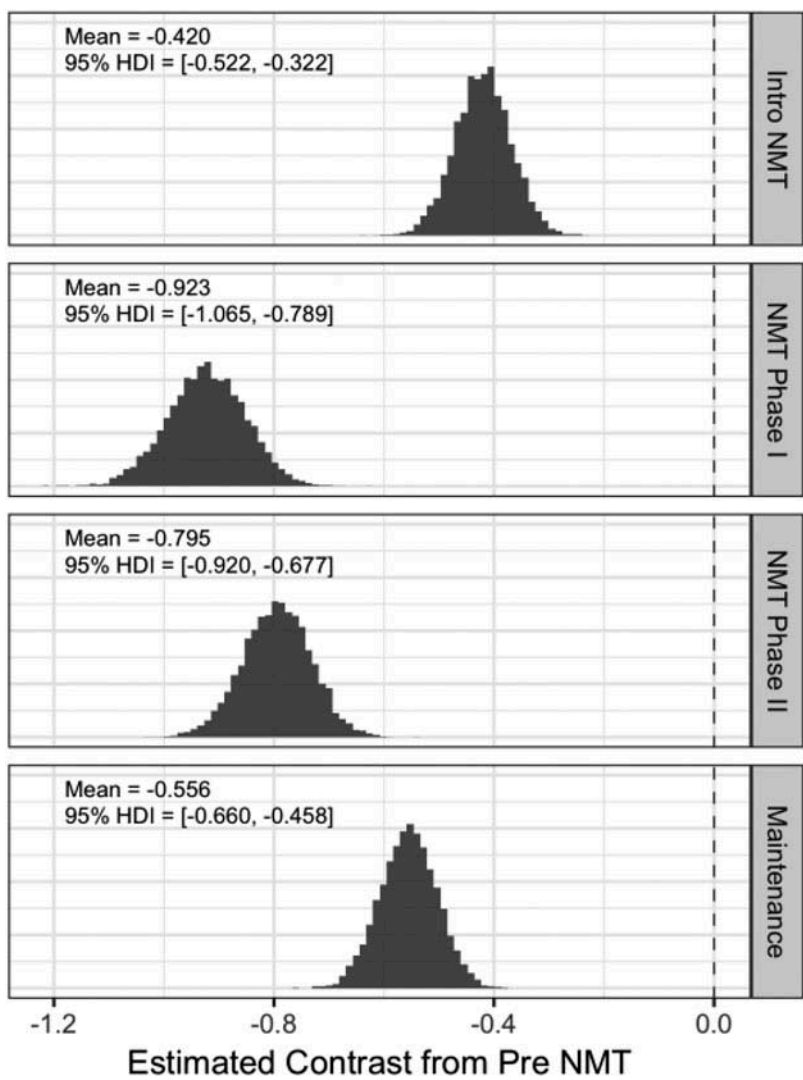 Mean = -0.420
95% HDI = [-0.522, -0.322]
Intro NMT
Mean = -0.923
95% HDI = [-1.065, -0.789]
NMT Phase I
Mean = -0.795
95% HDI = [-0.920, -0.677]
NMT Phase II
Mean = -0.556
95% HDI = [-0.660, -0.458]
Maintenance
-1.2 -0.8 -0.4 0.0
Estimated Contrast from Pre NMT